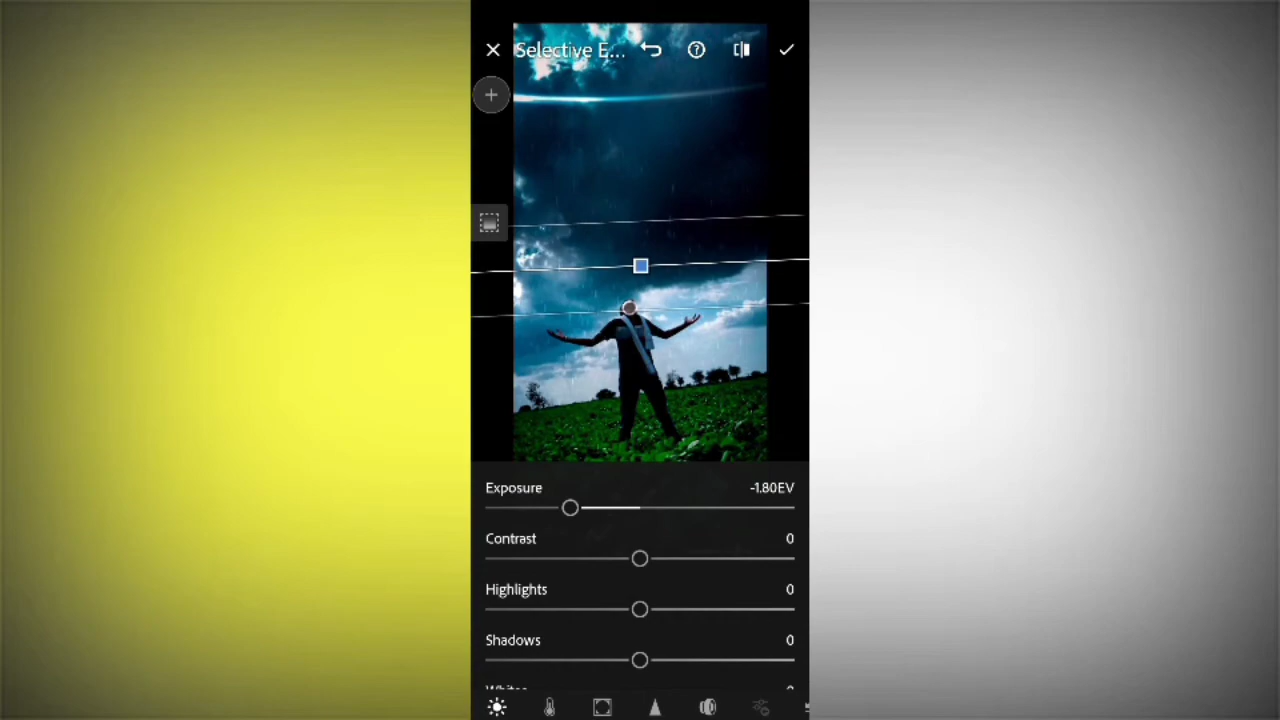 Selective E...
Exposure -1.80EV
Contrast 0
Highlights 0
Shadows 0